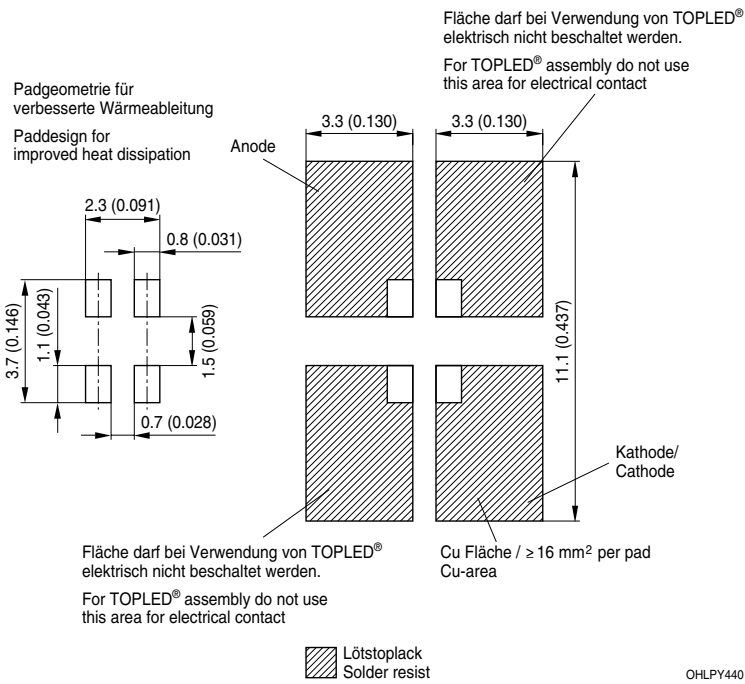 Fläche darf bei Verwendung von TOPLED®
elektrisch nicht beschaltet werden.
For TOPLED® assembly do not use
this area for electrical contact
Padgeometrie für
verbesserte Wärmeableitung
Paddesign for
improved heat dissipation
Anode
3.3 (0.130)
3.3 (0.130)
2.3 (0.091)
0.8 (0.031)
3.7 (0.146)
1.1 (0.043)
1.5 (0.059)
11.1 (0.437)
0.7 (0.028)
Kathode/
Cathode
Fläche darf bei Verwendung von TOPLED®
elektrisch nicht beschaltet werden.
For TOPLED® assembly do not use
this area for electrical contact
Cu Fläche / ≥ 16 mm² per pad
Cu-area
Lötstoplack
Solder resist
OHLPY440